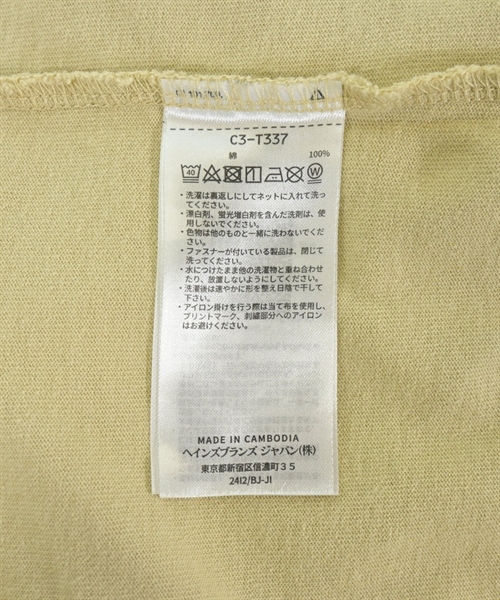 C3-T337
綿 100%
40 W
・洗濯は裏返しにしてネットに入れて洗っ
てください。
・漂白剤、蛍光増白剤を含んだ洗剤は、使
用しないでください。
・色物は他のものと一緒に洗わないでくだ
さい。
・ファスナーが付いている製品は、閉じて
洗ってください。
・水につけたまま他の洗濯物と重ね合わせ
たり、放置しないようにしてください。
・洗濯後は速やかに形を整え日陰で干して
下さい。
・アイロン掛けを行う際は当て布を使用し、
プリントマーク、刺繍部分へのアイロン
はお避けください。
MADE IN CAMBODIA
ヘインズブランズ ジャパン(株)
東京都新宿区信濃町35
2412/BJ-J1